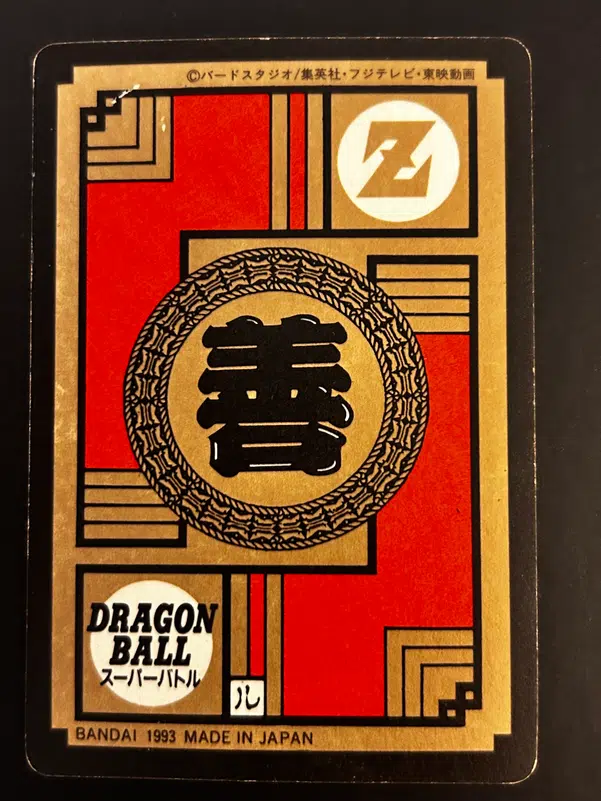 ©バードスタジオ/集英社・フジテレビ・東映動画
Z
善
DRAGON
BALL
スーパーバトル
ル
BANDAI 1993 MADE IN JAPAN